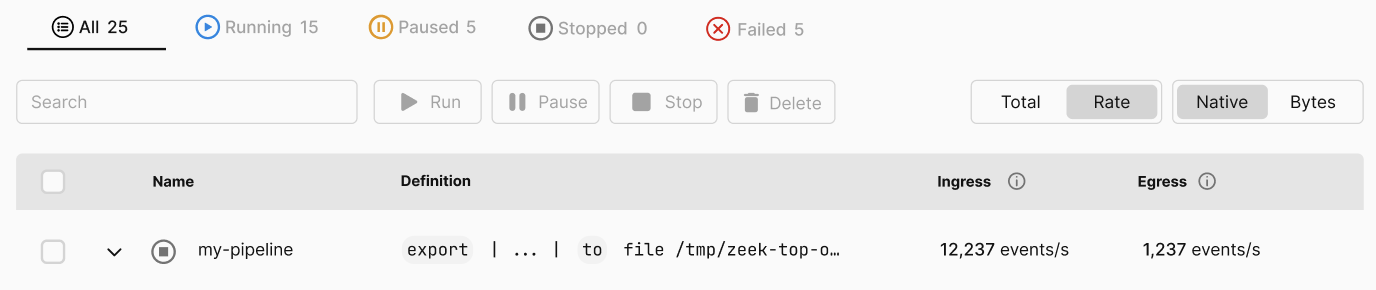 All 25 Running 15 Paused 5 Stopped 0 Failed 5
Search Run Pause Stop Delete Total Rate Native Bytes
Name Definition Ingress Egress
my-pipeline export | ... | to file /tmp/zeek-top-o… 12,237 events/s 1,237 events/s